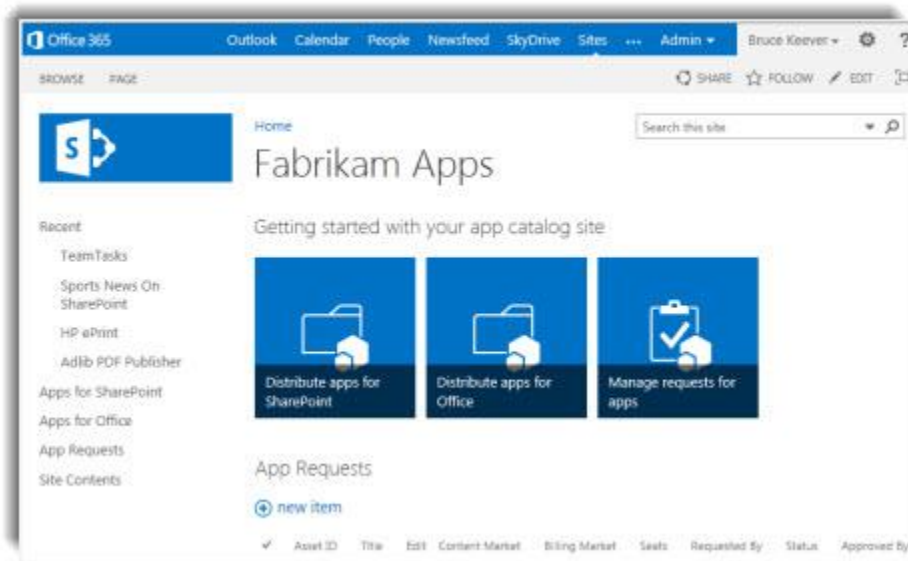 Office 365 Outlook Calendar People Newsfeed SkyDrive Sites ... Admin Bruce Keever ?
BROWSE PAGE SHARE FOLLOW EDIT
S
Home
Search this site
Fabrikam Apps
Recent
TeamTasks
Sports News On
SharePoint
HP ePrint
Adlib PDF Publisher
Apps for SharePoint
Apps for Office
App Requests
Site Contents
Getting started with your app catalog site
Distribute apps for
SharePoint
Distribute apps for
Office
Manage requests for
apps
App Requests
new item
Asset ID Title Edit Content Market Billing Market Seats Requested By Status Approved By